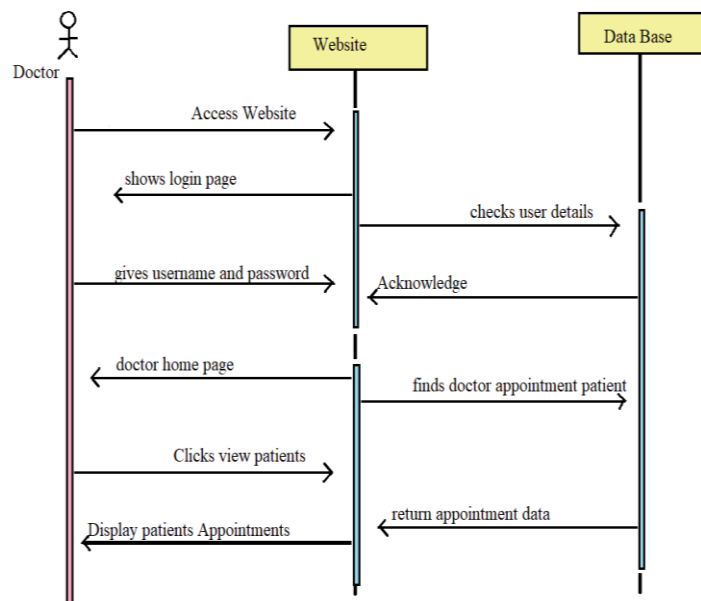 Website
Data Base
Doctor
Access Website
shows login page
checks user details
gives username and password
Acknowledge
doctor home page
finds doctor appointment patient
Clicks view patients
return appointment data
Display patients Appointments